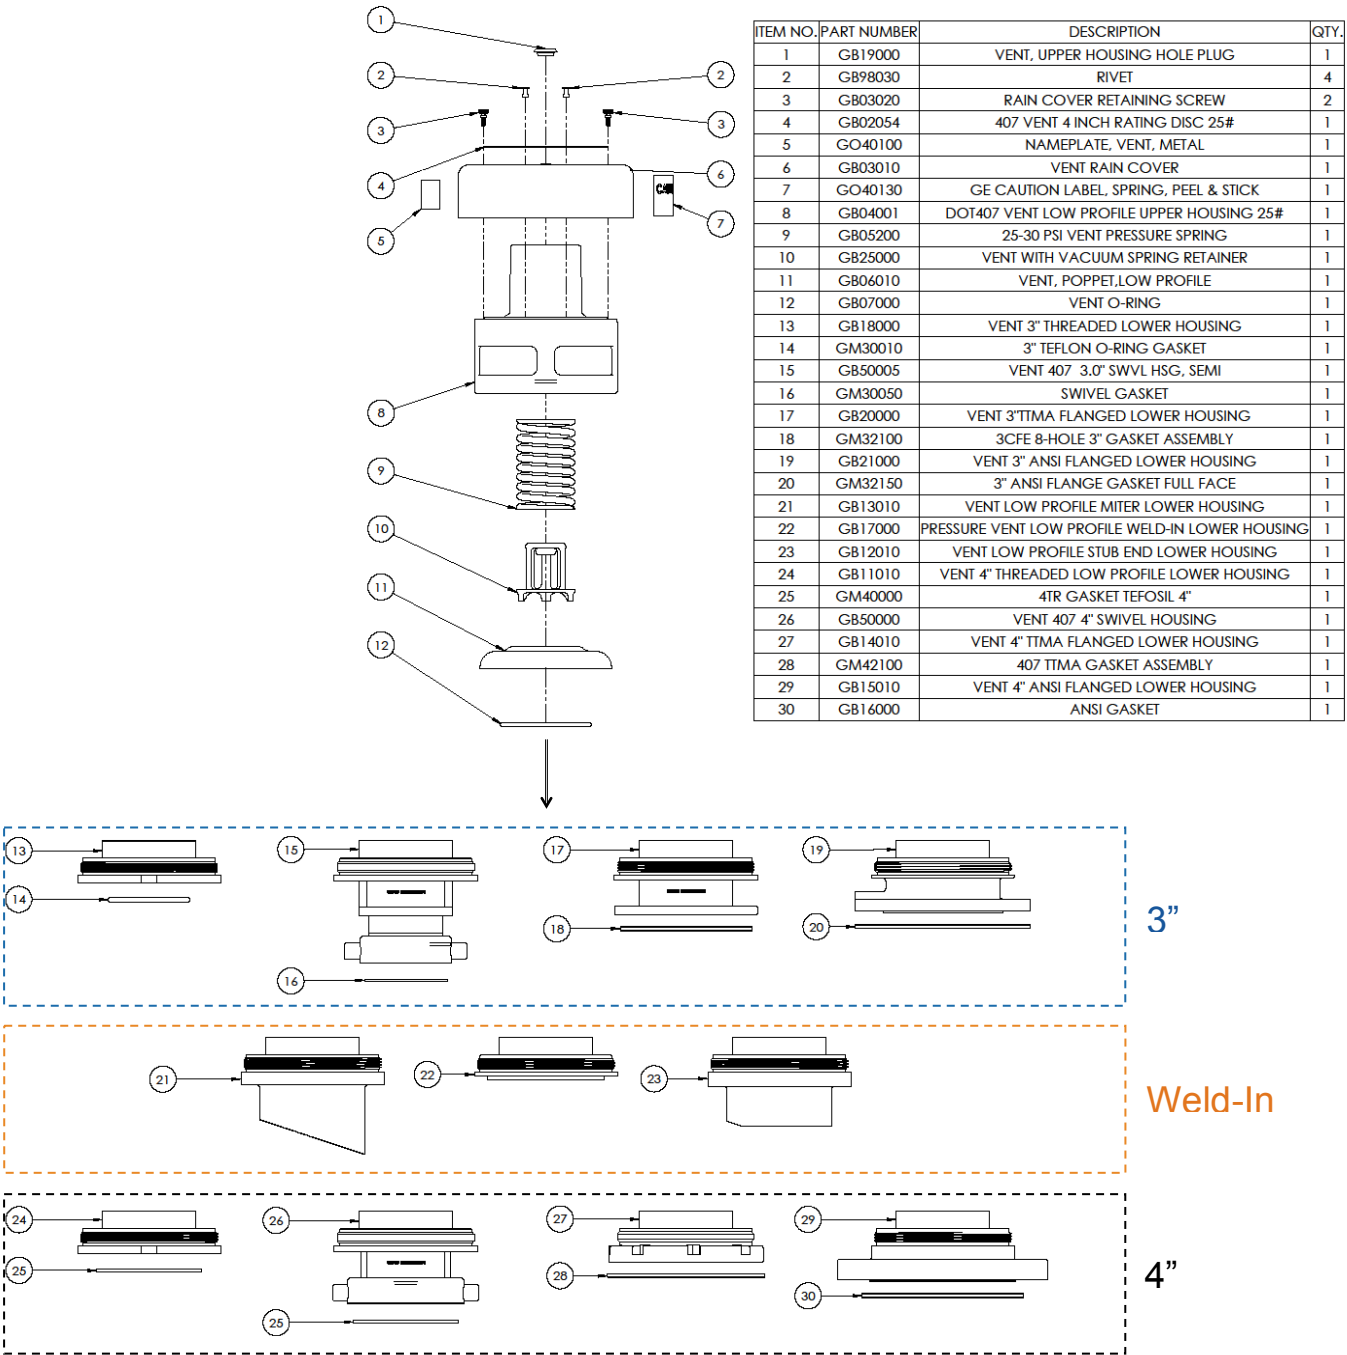 1
2
2
3
3
4
6
5
7
CAU
8
9
10
11
12
ITEM NO. PART NUMBER DESCRIPTION QTY.
1 GB19000 VENT, UPPER HOUSING HOLE PLUG 1
2 GB98030 RIVET 4
3 GB03020 RAIN COVER RETAINING SCREW 2
4 GB02054 407 VENT 4 INCH RATING DISC 25# 1
5 GO40100 NAMEPLATE, VENT, METAL 1
6 GB03010 VENT RAIN COVER 1
7 GO40130 GE CAUTION LABEL, SPRING, PEEL & STICK 1
8 GB04001 DOT407 VENT LOW PROFILE UPPER HOUSING 25# 1
9 GB05200 25-30 PSI VENT PRESSURE SPRING 1
10 GB25000 VENT WITH VACUUM SPRING RETAINER 1
11 GB06010 VENT, POPPET,LOW PROFILE 1
12 GB07000 VENT O-RING 1
13 GB18000 VENT 3" THREADED LOWER HOUSING 1
14 GM30010 3" TEFLON O-RING GASKET 1
15 GB50005 VENT 407 3.0" SWVL HSG, SEMI 1
16 GM30050 SWIVEL GASKET 1
17 GB20000 VENT 3"TTMA FLANGED LOWER HOUSING 1
18 GM32100 3CFE 8-HOLE 3" GASKET ASSEMBLY 1
19 GB21000 VENT 3" ANSI FLANGED LOWER HOUSING 1
20 GM32150 3" ANSI FLANGE GASKET FULL FACE 1
21 GB13010 VENT LOW PROFILE MITER LOWER HOUSING 1
22 GB17000 PRESSURE VENT LOW PROFILE WELD-IN LOWER HOUSING 1
23 GB12010 VENT LOW PROFILE STUB END LOWER HOUSING 1
24 GB11010 VENT 4" THREADED LOW PROFILE LOWER HOUSING 1
25 GM40000 4TR GASKET TEFOSIL 4" 1
26 GB50000 VENT 407 4" SWIVEL HOUSING 1
27 GB14010 VENT 4" TTMA FLANGED LOWER HOUSING 1
28 GM42100 407 TTMA GASKET ASSEMBLY 1
29 GB15010 VENT 4" ANSI FLANGED LOWER HOUSING 1
30 GB16000 ANSI GASKET 1
13
15
17
19
14
18
20
16
3”
21
22
23
Weld-In
24
26
27
29
25
28
30
25
4”